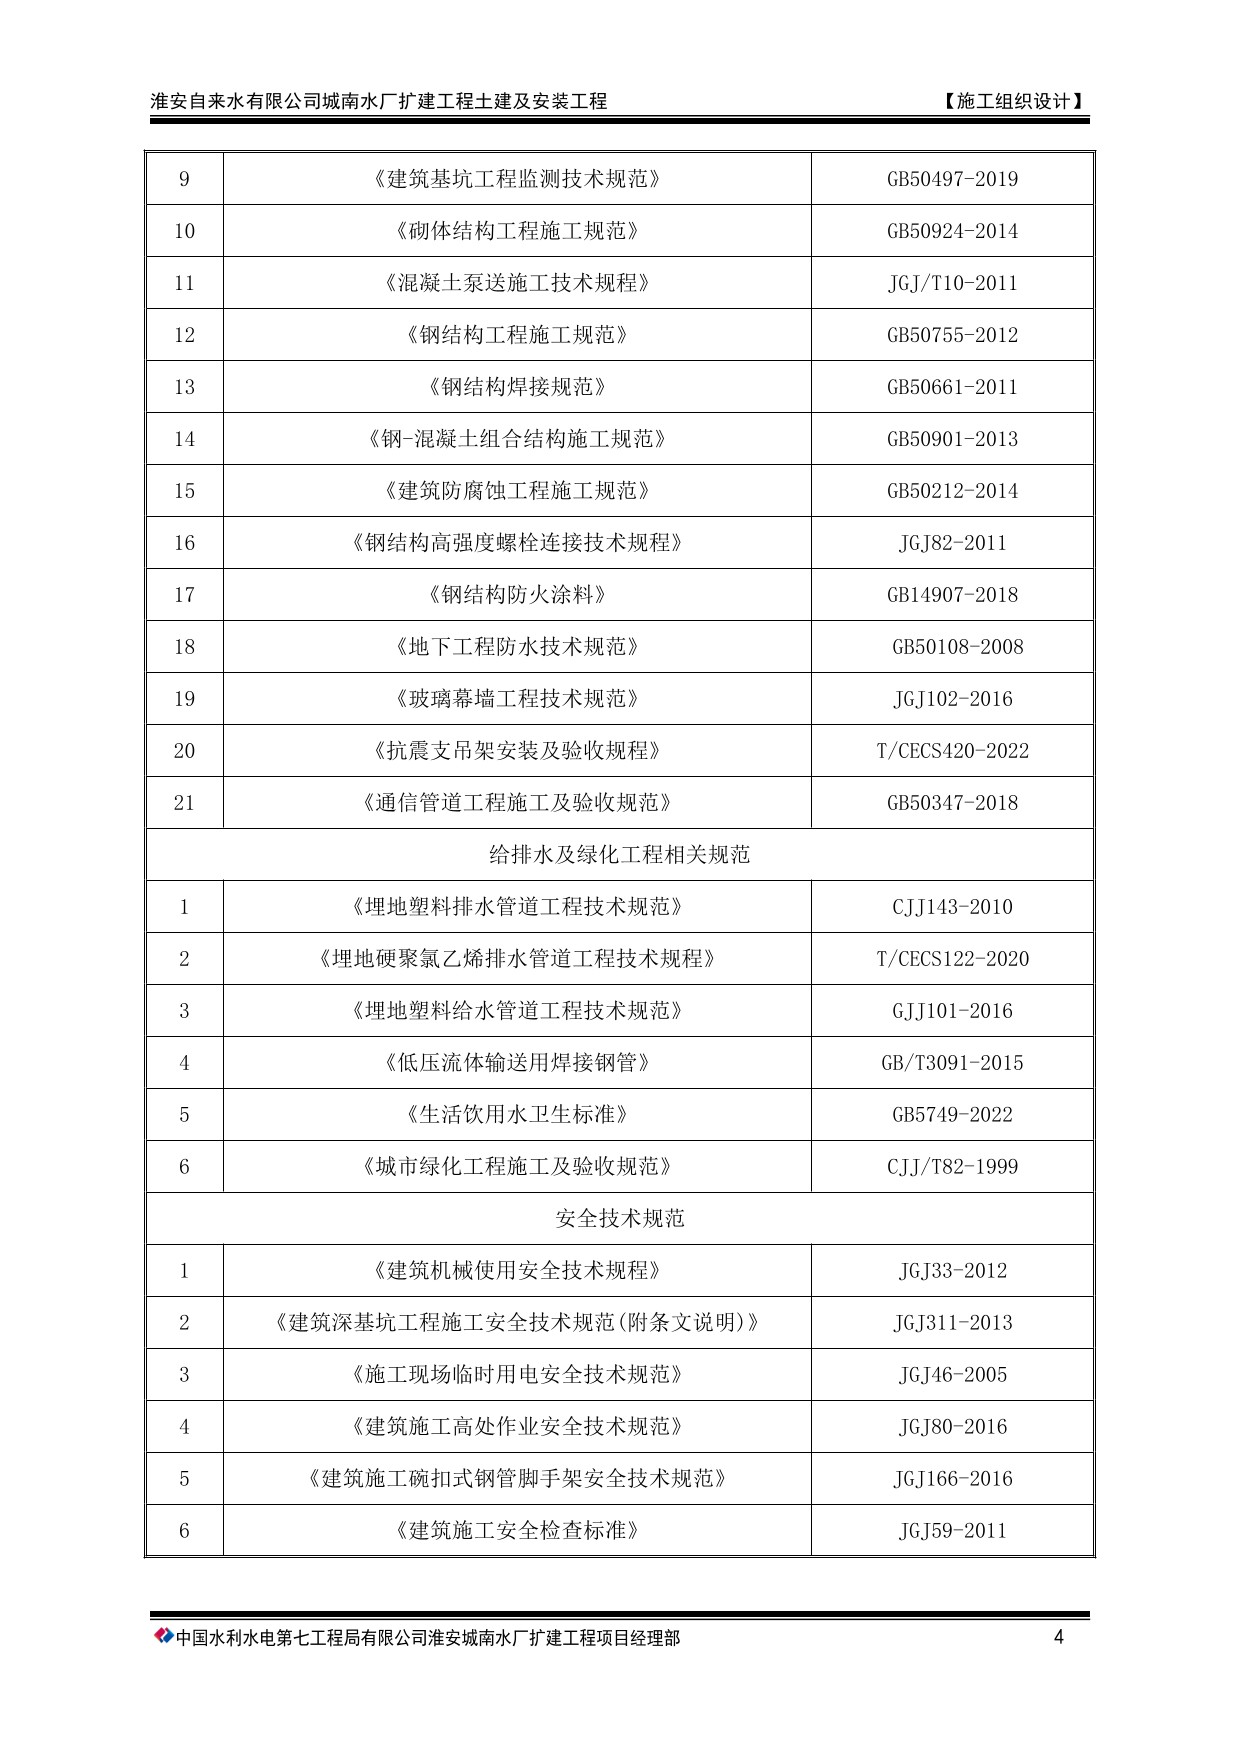 淮安自来水有限公司城南水厂扩建工程土建及安装工程 【施工组织设计】
9 《建筑基坑工程监测技术规范》 GB50497-2019
10 《砌体结构工程施工规范》 GB50924-2014
11 《混凝土泵送施工技术规程》 JGJ/T10-2011
12 《钢结构工程施工规范》 GB50755-2012
13 《钢结构焊接规范》 GB50661-2011
14 《钢-混凝土组合结构施工规范》 GB50901-2013
15 《建筑防腐蚀工程施工规范》 GB50212-2014
16 《钢结构高强度螺栓连接技术规程》 JGJ82-2011
17 《钢结构防火涂料》 GB14907-2018
18 《地下工程防水技术规范》 GB50108-2008
19 《玻璃幕墙工程技术规范》 JGJ102-2016
20 《抗震支吊架安装及验收规程》 T/CECS420-2022
21 《通信管道工程施工及验收规范》 GB50347-2018
给排水及绿化工程相关规范
1 《埋地塑料排水管道工程技术规范》 CJJ143-2010
2 《埋地硬聚氯乙烯排水管道工程技术规程》 T/CECS122-2020
3 《埋地塑料给水管道工程技术规范》 GJJ101-2016
4 《低压流体输送用焊接钢管》 GB/T3091-2015
5 《生活饮用水卫生标准》 GB5749-2022
6 《城市绿化工程施工及验收规范》 CJJ/T82-1999
安全技术规范
1 《建筑机械使用安全技术规程》 JGJ33-2012
2 《建筑深基坑工程施工安全技术规范(附条文说明)》 JGJ311-2013
3 《施工现场临时用电安全技术规范》 JGJ46-2005
4 《建筑施工高处作业安全技术规范》 JGJ80-2016
5 《建筑施工碗扣式钢管脚手架安全技术规范》 JGJ166-2016
6 《建筑施工安全检查标准》 JGJ59-2011
中国水利水电第七工程局有限公司淮安城南水厂扩建工程项目经理部 4